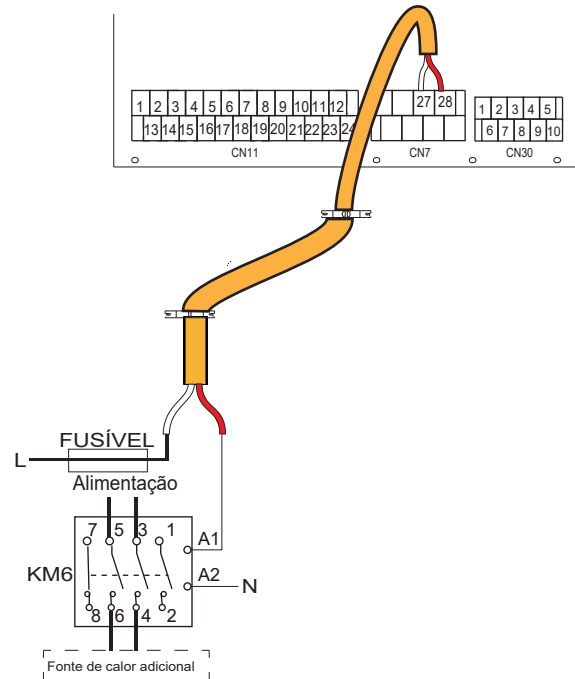 27 28
1 2 3 4 5 6 7 8 9 10 11 12
1 2 3 4 5
13 14 15 16 17 18 19 20 21 22 23 24
6 7 8 9 10
CN11 CN7 CN30
FUSÍVEL
L
Alimentação
7 5 3 1
A1
KM6
A2 N
8 6 4 2
Fonte de calor adicional